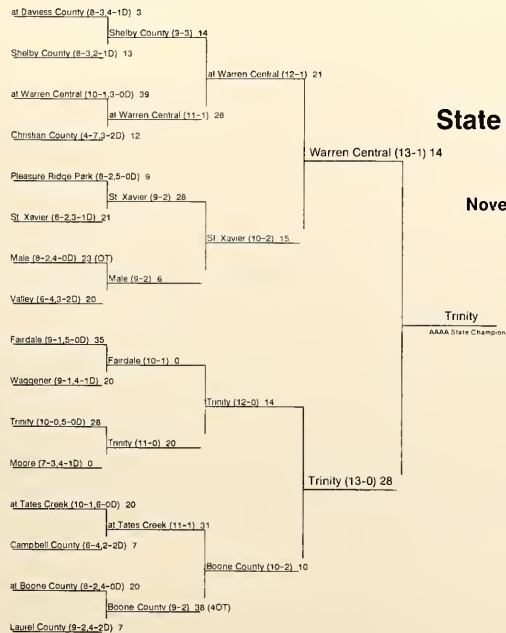 at Daviess County (8-3,4-1D) 3
Shelby County (9-3) 14
Shelby County (8-3,2-1D) 13
at Warren Central (12-1) 21
at Warren Central (10-1,3-0D) 39
at Warren Central (11-1) 28
Christian County (4-7,3-2D) 12
State
Warren Central (13-1) 14
Pleasure Ridge Park (8-2,5-0D) 9
St Xavier (9-2) 28
Nove
St Xavier (8-2,3-1D) 21
St Xavier (10-2) 15
Male (8-2,4-0D) 23 (OT)
Male (9-2) 6
Valley (6-4,3-2D) 20
Trinity
AAAA State Champion
Fairdale (9-1,5-0D) 35
Fairdale (10-1) 0
Waggener (9-1,4-1D) 20
Trinity (12-0) 14
Trinity (10-0,5-0D) 28
Trinity (11-0) 20
Moore (7-3,4-1D) 0
Trinity (13-0) 28
at Tates Creek (10-1,6-0D) 20
at Tates Creek (11-1) 31
Campbell County (6-4,2-2D) 7
Boone County (10-2) 10
at Boone County (8-2,4-0D) 20
Boone County (9-2) 38 (4OT)
Laurel County (9-2,4-2D) 7